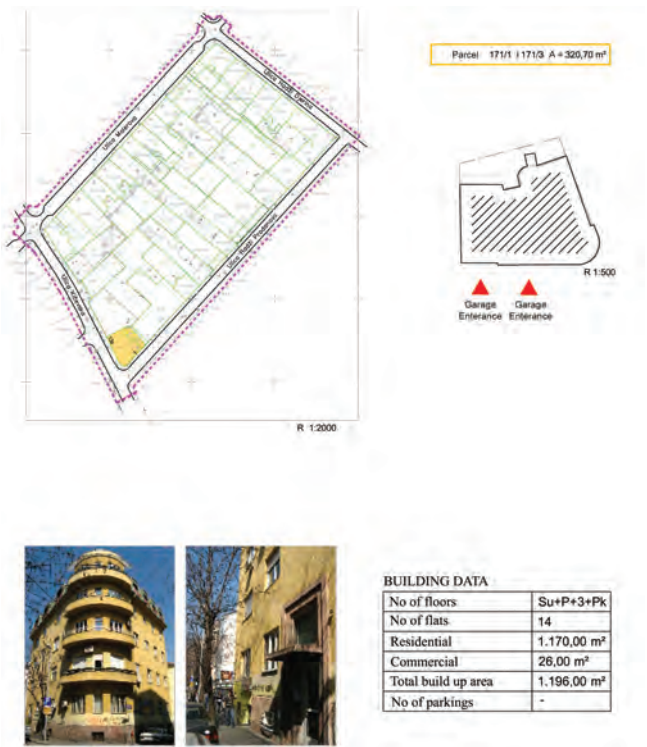 Parcel 171/1 i 171/3 A = 320,70 m²
Ulica Malerova
R 1:500
Garage Enterance
Garage Enterance
R 1:2000
BUILDING DATA
No of floors Su+P+3+Pk
No of flats 14
Residential 1.170,00 m²
Commercial 26,00 m²
Total build up area 1.196,00 m²
No of parkings -